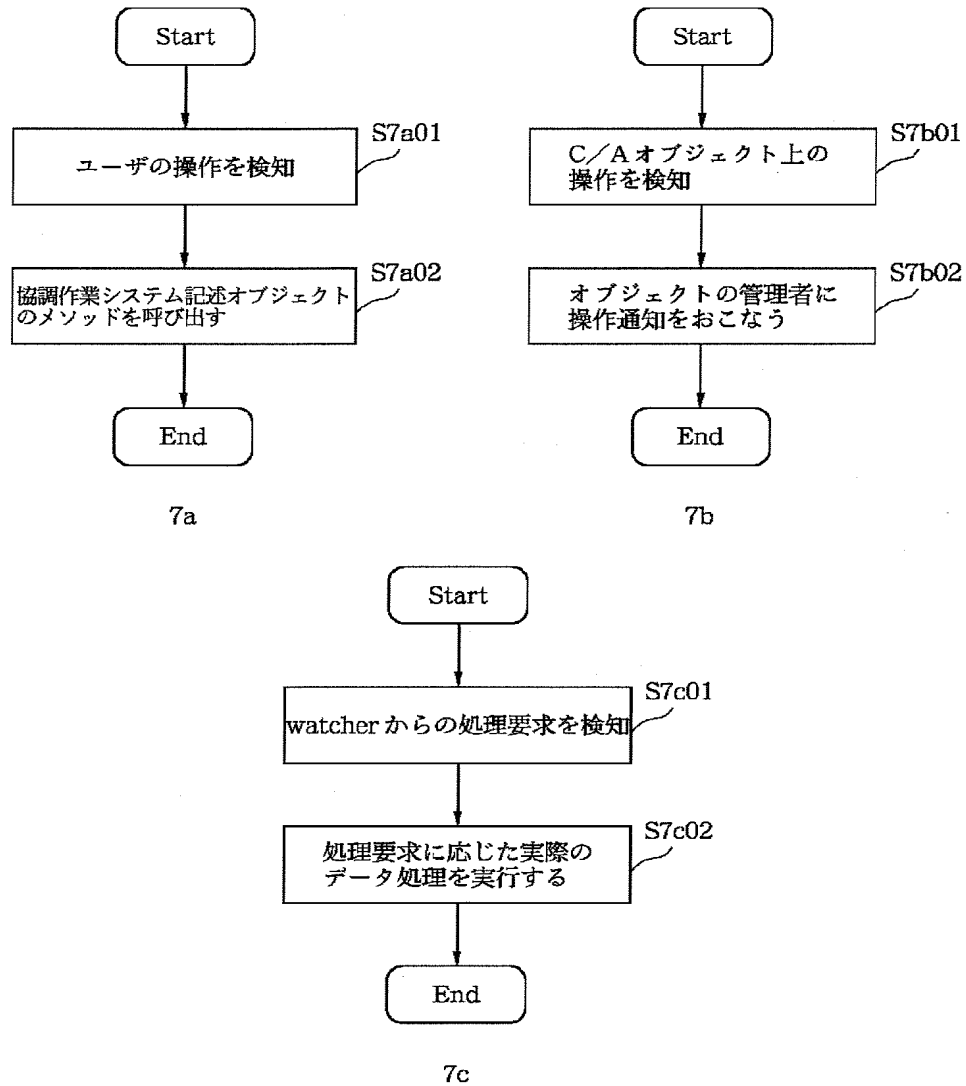 Start
S7a01
ユーザの操作を検知
S7a02
協調作業システム記述オブジェクト
のメソッドを呼び出す
End
7a
Start
S7b01
C／Aオブジェクト上の
操作を検知
S7b02
オブジェクトの管理者に
操作通知をおこなう
End
7b
Start
S7c01
watcherからの処理要求を検知
S7c02
処理要求に応じた実際の
データ処理を実行する
End
7c